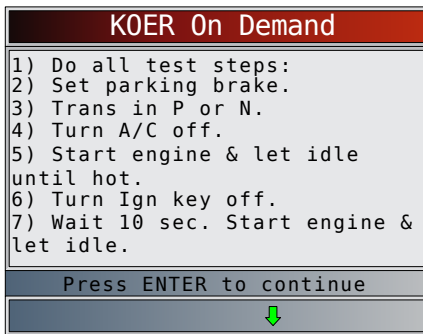 KOER On Demand
1) Do all test steps:
2) Set parking brake.
3) Trans in P or N.
4) Turn A/C off.
5) Start engine & let idle
until hot.
6) Turn Ign key off.
7) Wait 10 sec. Start engine &
let idle.
Press ENTER to continue